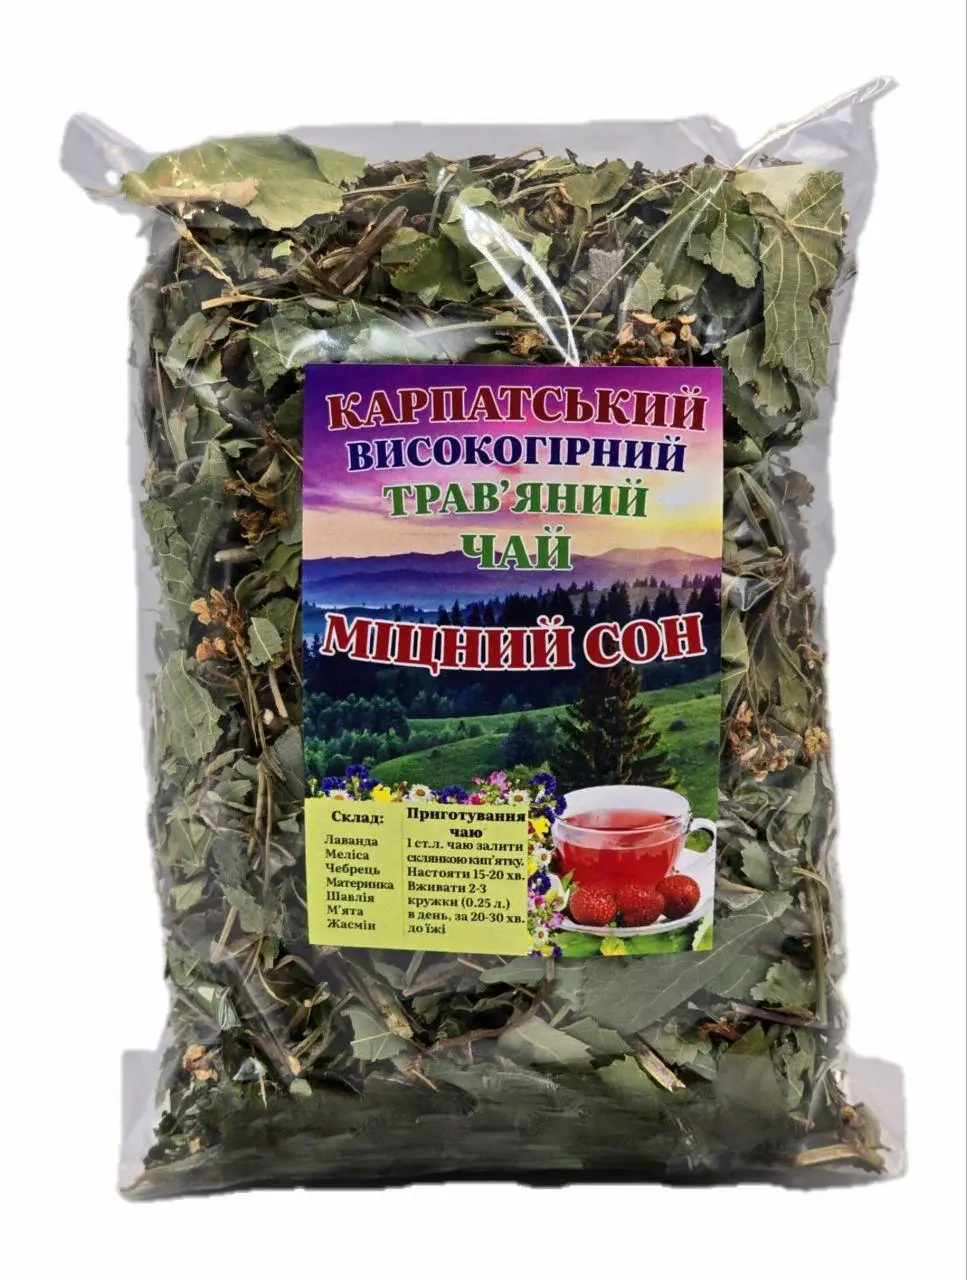 КАРПАТСЬКИЙ
ВИСОКОГІРНИЙ
ТРАВ’ЯНИЙ
ЧАЙ
МІЦНИЙ СОН
Склад:
Лаванда
Меліса
Чебрець
Материнка
Шавлія
М’ята
Жасмін
Приготування
чаю
1 ст.л. чаю залити
склянкою кип’ятку.
Настояти 15-20 хв.
Вживати 2-3
кружки (0.25 л.)
в день, за 20-30 хв.
до їжі